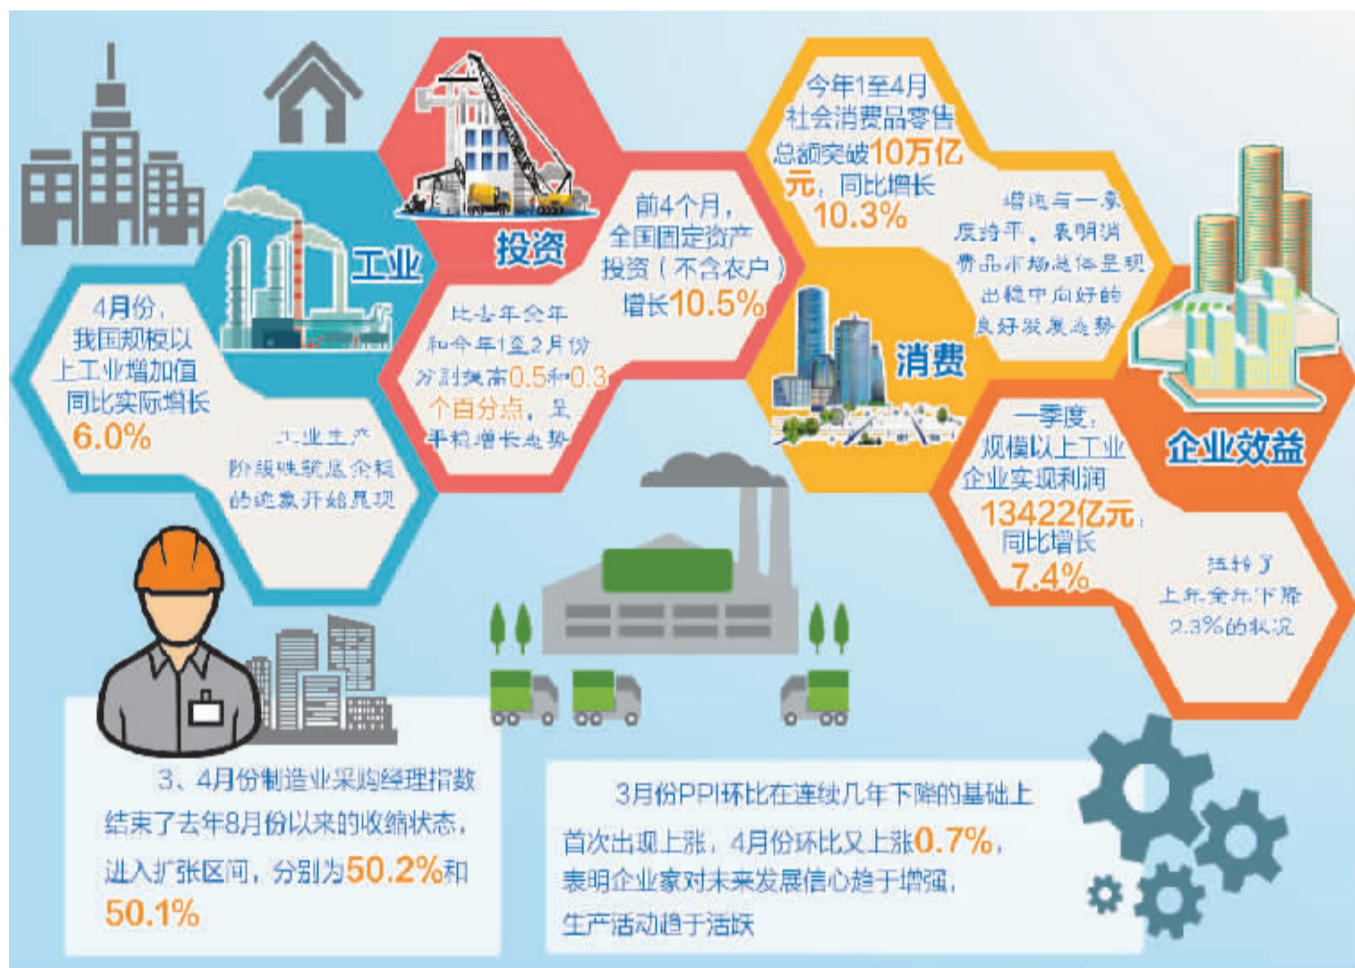 工业
4月份，
我国规模以
上工业增加值
同比实际增长
6.0%
工业生产
阶段性筑底企稳
的迹象开始显现
投资
前4个月，
全国固定资产
投资（不含农户）
增长10.5%
比去年全年
和今年1至2月份
分别提高0.5和0.3
个百分点，呈
平稳增长态势
消费
今年1至4月
社会消费品零售
总额突破10万亿
元，同比增长
10.3%
增速与一季
度持平，表明消
费品市场总体呈现
出稳中向好的
良好发展态势
企业效益
一季度，
规模以上工业
企业实现利润
13422亿元，
同比增长
7.4%
扭转了
上年全年下降
2.3%的状况
3、4月份制造业采购经理指数
结束了去年8月份以来的收缩状态，
进入扩张区间，分别为50.2%和
50.1%
3月份PPI环比在连续几年下降的基础上
首次出现上涨，4月份环比又上涨0.7%，
表明企业家对未来发展信心趋于增强，
生产活动趋于活跃